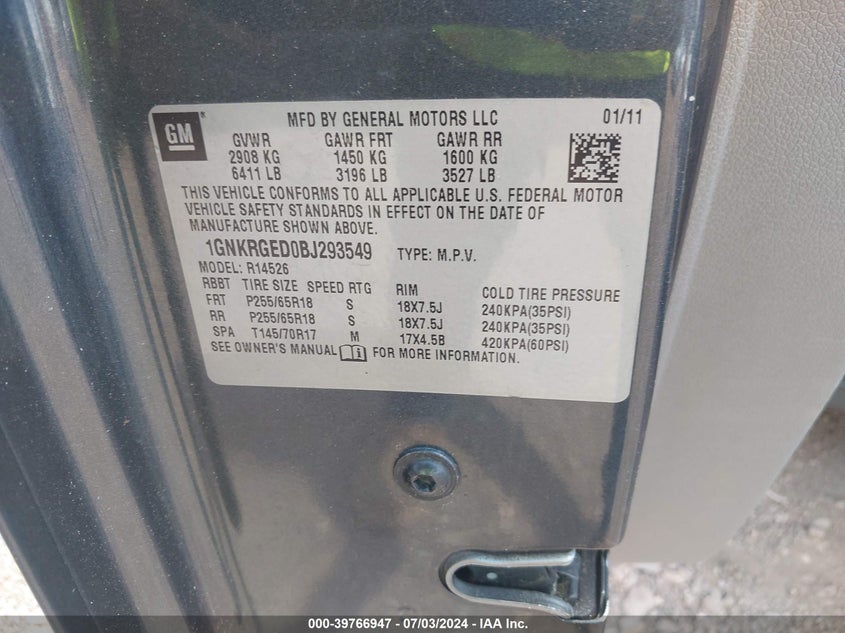 GM
MFD BY GENERAL MOTORS LLC 01/11
GVWR GAWR FRT GAWR RR
2908 KG 1450 KG 1600 KG
6411 LB 3196 LB 3527 LB
THIS VEHICLE CONFORMS TO ALL APPLICABLE U.S. FEDERAL MOTOR
VEHICLE SAFETY STANDARDS IN EFFECT ON THE DATE OF
MANUFACTURE SHOWN ABOVE.
1GNKRGED0BJ293549 TYPE: M.P.V.
MODEL: R14526
RBBT TIRE SIZE SPEED RTG RIM COLD TIRE PRESSURE
FRT P255/65R18 S 18X7.5J 240KPA(35PSI)
RR P255/65R18 S 18X7.5J 240KPA(35PSI)
SPA T145/70R17 M 17X4.5B 420KPA(60PSI)
SEE OWNER'S MANUAL FOR MORE INFORMATION.
000-39766947 - 07/03/2024 - IAA Inc.